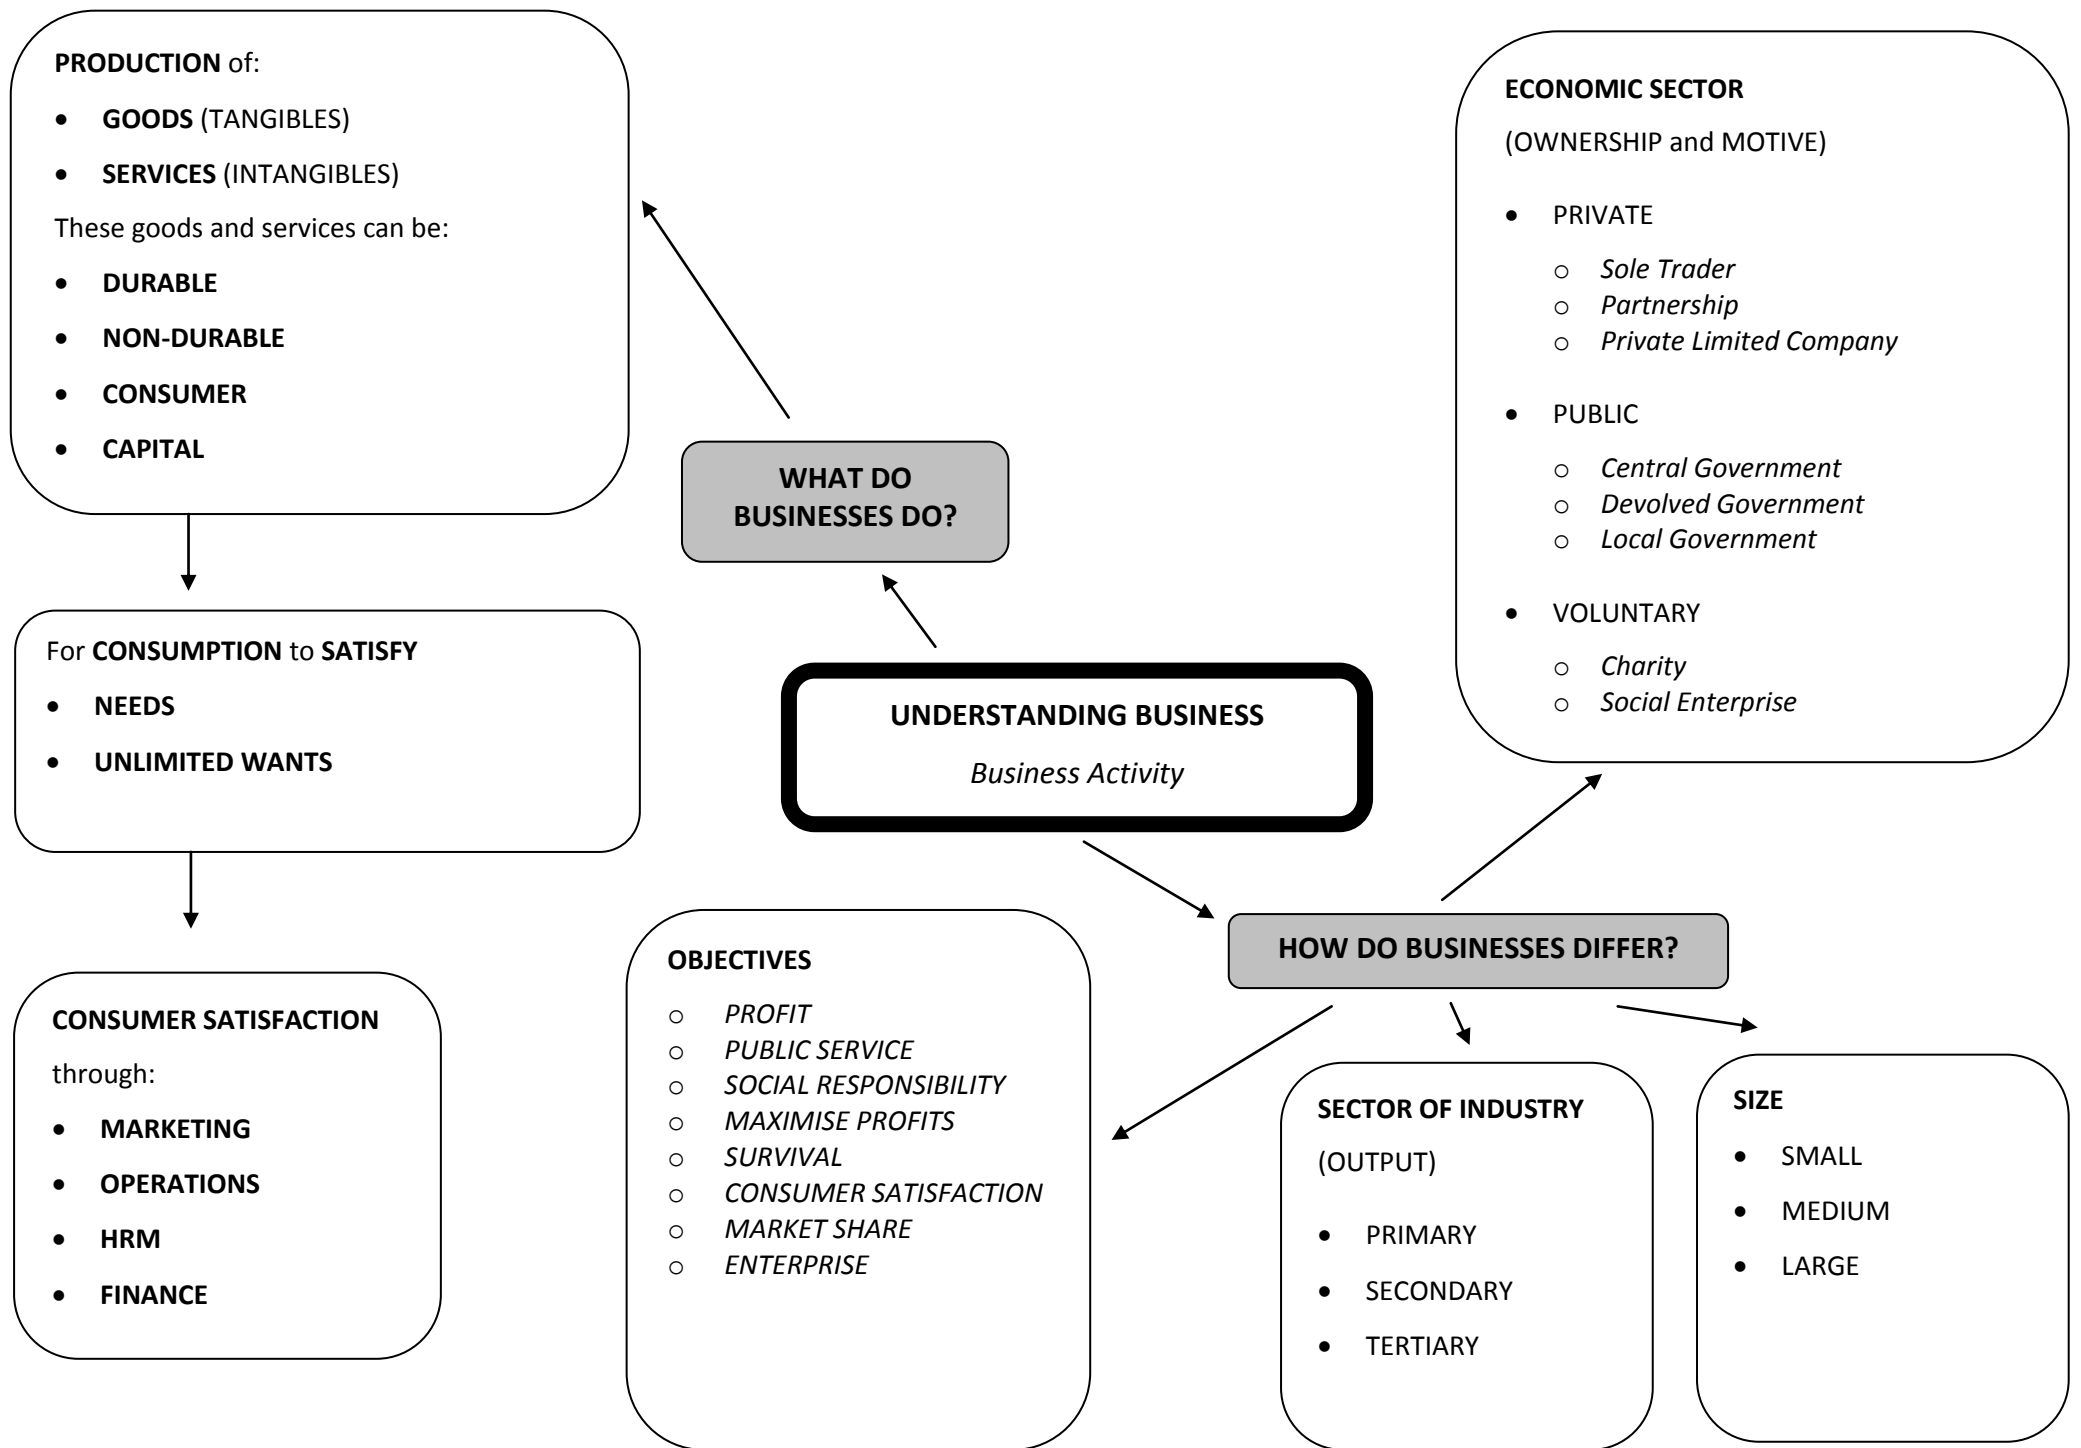 PRODUCTION of:
• GOODS (TANGIBLES)
• SERVICES (INTANGIBLES)
These goods and services can be:
• DURABLE
• NON-DURABLE
• CONSUMER
• CAPITAL
For CONSUMPTION to SATISFY
• NEEDS
• UNLIMITED WANTS
CONSUMER SATISFACTION
through:
• MARKETING
• OPERATIONS
• HRM
• FINANCE
WHAT DO
BUSINESSES DO?
UNDERSTANDING BUSINESS
Business Activity
HOW DO BUSINESSES DIFFER?
ECONOMIC SECTOR
(OWNERSHIP and MOTIVE)
• PRIVATE
o Sole Trader
o Partnership
o Private Limited Company
• PUBLIC
o Central Government
o Devolved Government
o Local Government
• VOLUNTARY
o Charity
o Social Enterprise
OBJECTIVES
o PROFIT
o PUBLIC SERVICE
o SOCIAL RESPONSIBILITY
o MAXIMISE PROFITS
o SURVIVAL
o CONSUMER SATISFACTION
o MARKET SHARE
o ENTERPRISE
SECTOR OF INDUSTRY
(OUTPUT)
• PRIMARY
• SECONDARY
• TERTIARY
SIZE
• SMALL
• MEDIUM
• LARGE